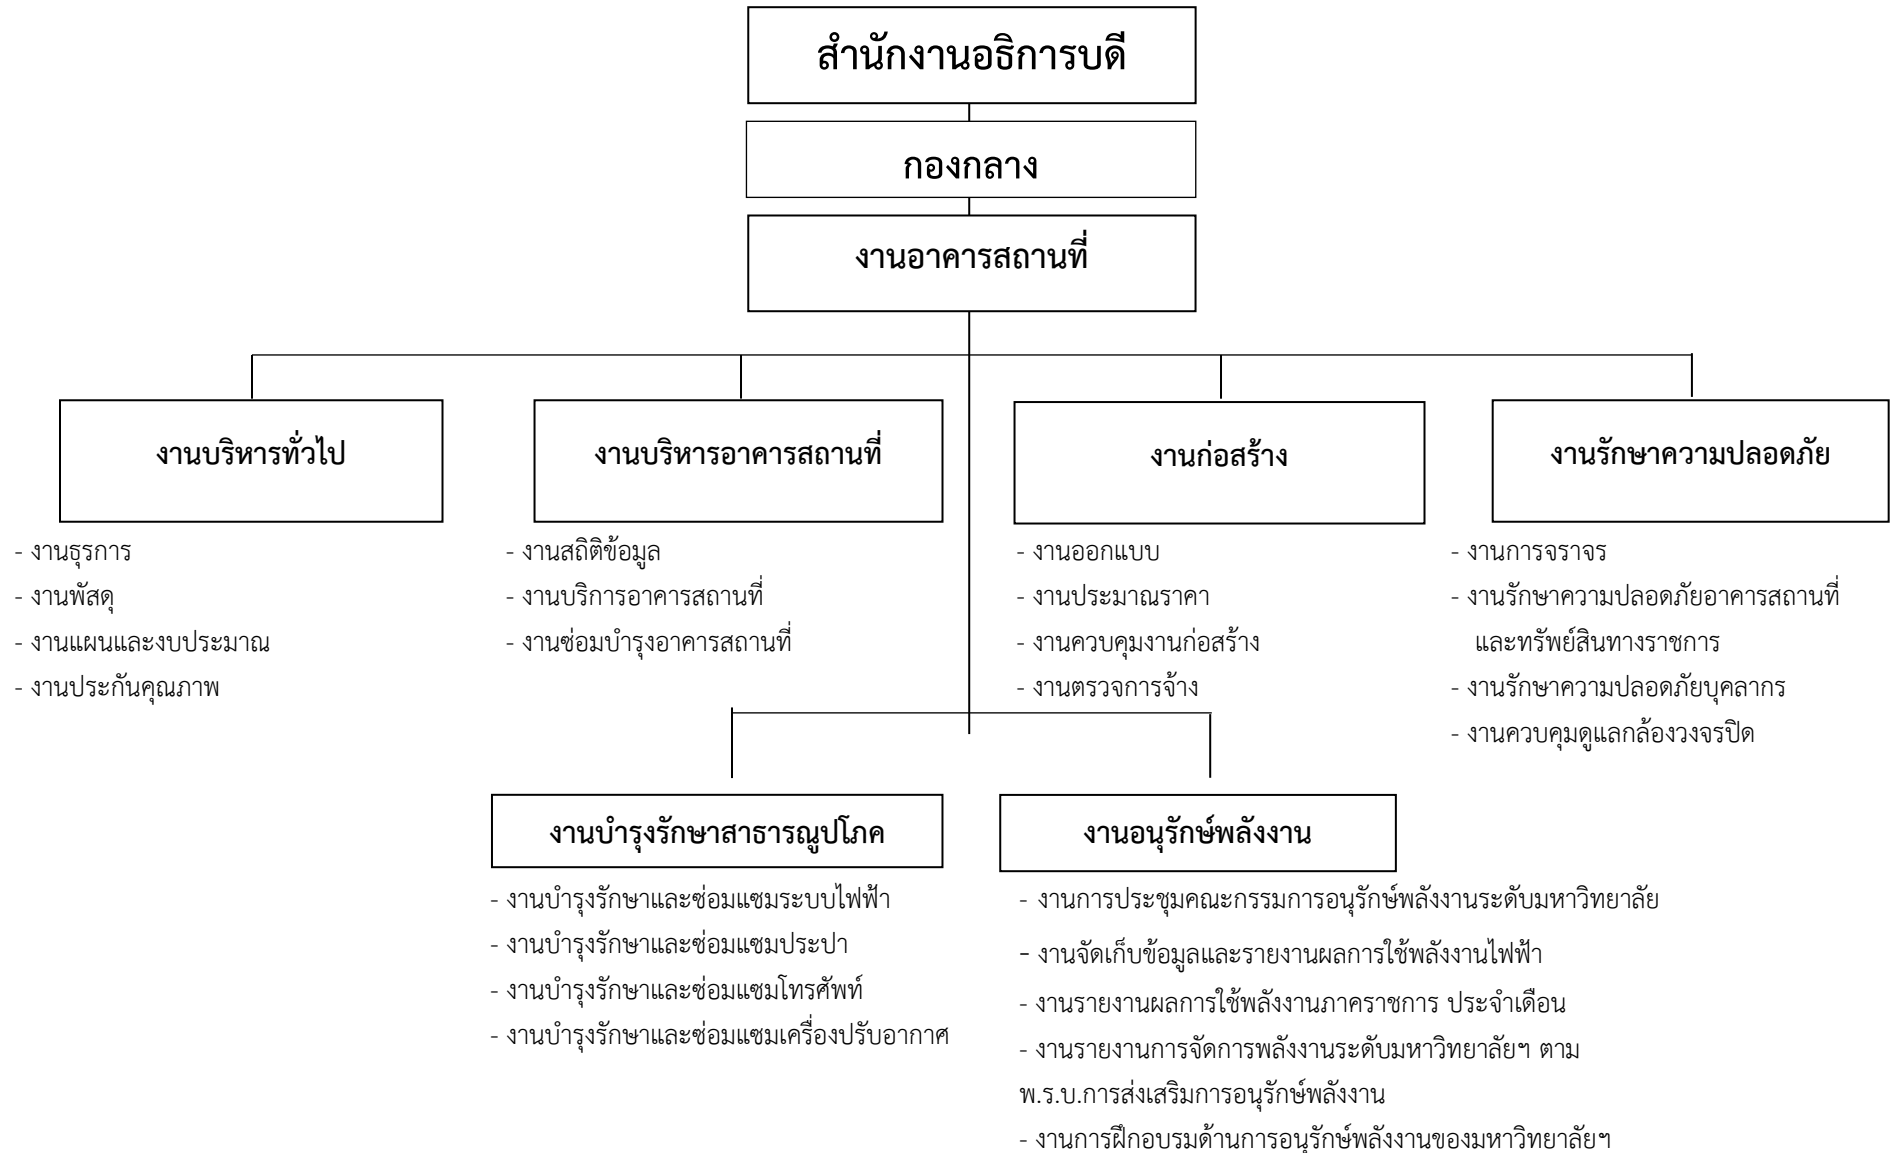 สำนักงานอธิการบดี
กองกลาง
งานอาคารสถานที่
งานบริหารทั่วไป
- งานธุรการ
- งานพัสดุ
- งานแผนและงบประมาณ
- งานประกันคุณภาพ
งานบริหารอาคารสถานที่
- งานสถิติข้อมูล
- งานบริการอาคารสถานที่
- งานซ่อมบำรุงอาคารสถานที่
งานก่อสร้าง
- งานออกแบบ
- งานประมาณราคา
- งานควบคุมงานก่อสร้าง
- งานตรวจการจ้าง
งานรักษาความปลอดภัย
- งานการจราจร
- งานรักษาความปลอดภัยอาคารสถานที่
และทรัพย์สินทางราชการ
- งานรักษาความปลอดภัยบุคลากร
- งานควบคุมดูแลกล้องวงจรปิด
งานบำรุงรักษาสาธารณูปโภค
- งานบำรุงรักษาและซ่อมแซมระบบไฟฟ้า
- งานบำรุงรักษาและซ่อมแซมประปา
- งานบำรุงรักษาและซ่อมแซมโทรศัพท์
- งานบำรุงรักษาและซ่อมแซมเครื่องปรับอากาศ
งานอนุรักษ์พลังงาน
- งานการประชุมคณะกรรมการอนุรักษ์พลังงานระดับมหาวิทยาลัย
- งานจัดเก็บข้อมูลและรายงานผลการใช้พลังงานไฟฟ้า
- งานรายงานผลการใช้พลังงานภาคราชการ ประจำเดือน
- งานรายงานการจัดการพลังงานระดับมหาวิทยาลัยฯ ตาม
พ.ร.บ.การส่งเสริมการอนุรักษ์พลังงาน
- งานการฝึกอบรมด้านการอนุรักษ์พลังงานของมหาวิทยาลัยฯ